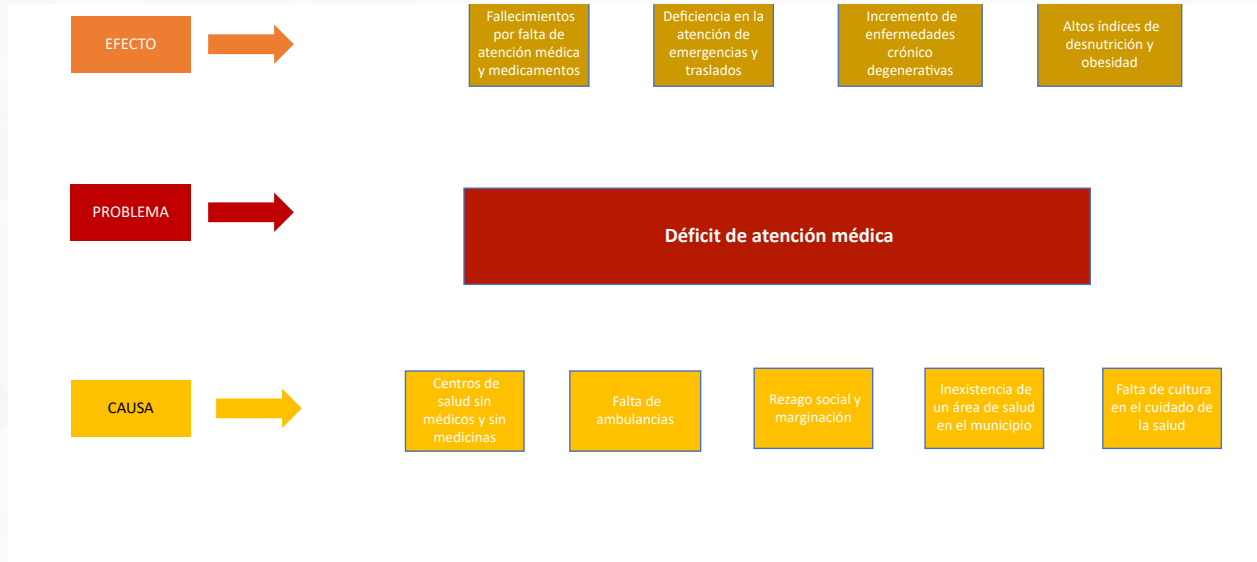 EFECTO
Fallecimientos
por falta de
atención médica
y medicamentos
Deficiencia en la
atención de
emergencias y
traslados
Incremento de
enfermedades
crónico
degenerativas
Altos índices de
desnutrición y
obesidad
PROBLEMA
Déficit de atención médica
CAUSA
Centros de
salud sin
médicos y sin
medicinas
Falta de
ambulancias
Rezago social y
marginación
Inexistencia de
un área de salud
en el municipio
Falta de cultura
en el cuidado de
la salud